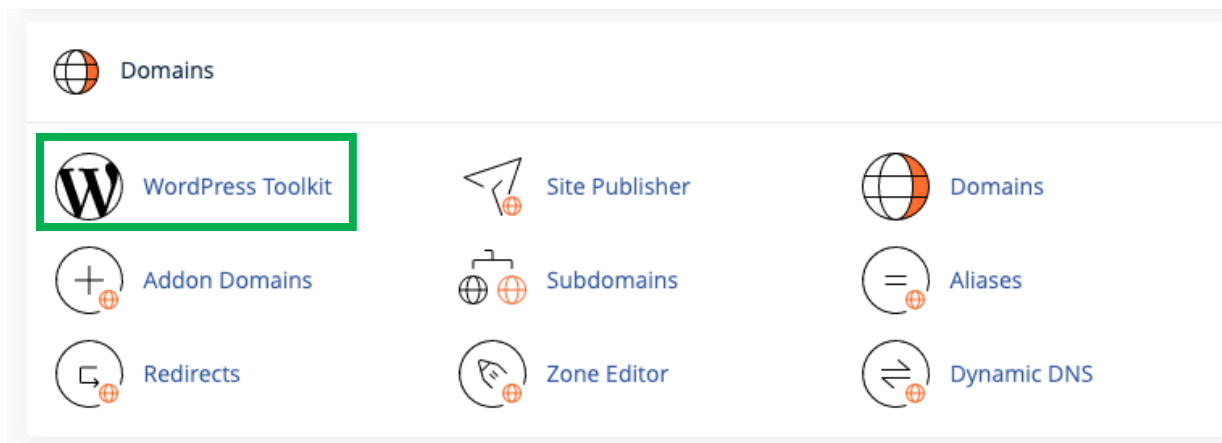 Domains
WordPress Toolkit
Site Publisher
Domains
Addon Domains
Subdomains
Aliases
Redirects
Zone Editor
Dynamic DNS